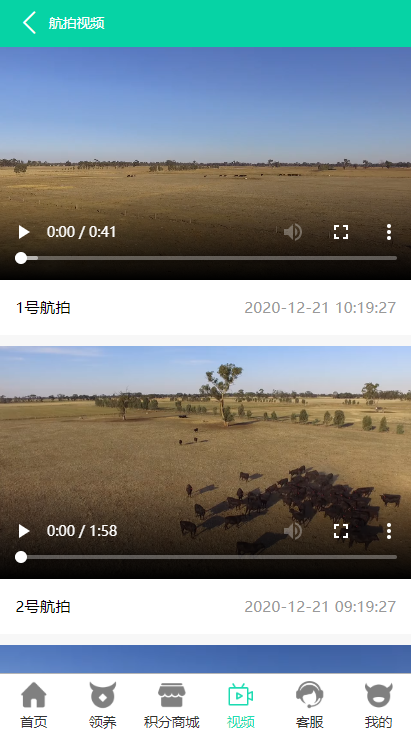 航拍视频
0:00 / 0:41
1号航拍 2020-12-21 10:19:27
0:00 / 1:58
2号航拍 2020-12-21 09:19:27
首页 领养 积分商城 视频 客服 我的